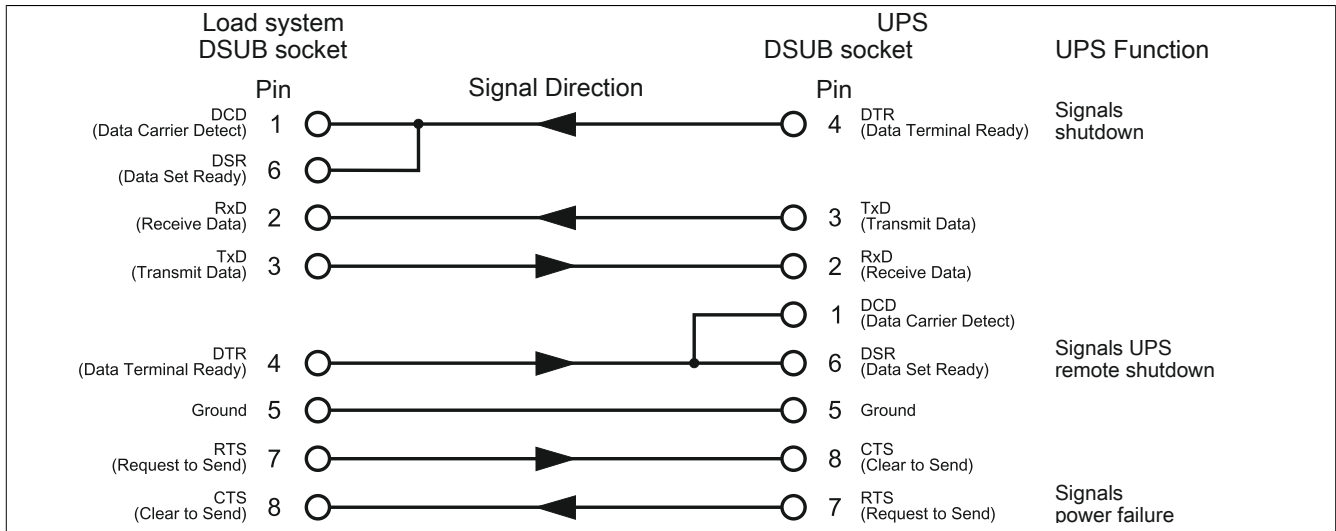 Load system
DSUB socket
UPS
DSUB socket
UPS Function
Pin
Signal Direction
Pin
DCD
(Data Carrier Detect)
1
4
DTR
(Data Terminal Ready)
Signals
shutdown
DSR
(Data Set Ready)
6
RxD
(Receive Data)
2
3
TxD
(Transmit Data)
TxD
(Transmit Data)
3
2
RxD
(Receive Data)
1
DCD
(Data Carrier Detect)
DTR
(Data Terminal Ready)
4
6
DSR
(Data Set Ready)
Signals UPS
remote shutdown
Ground
5
5
Ground
RTS
(Request to Send)
7
8
CTS
(Clear to Send)
CTS
(Clear to Send)
8
7
RTS
(Request to Send)
Signals
power failure